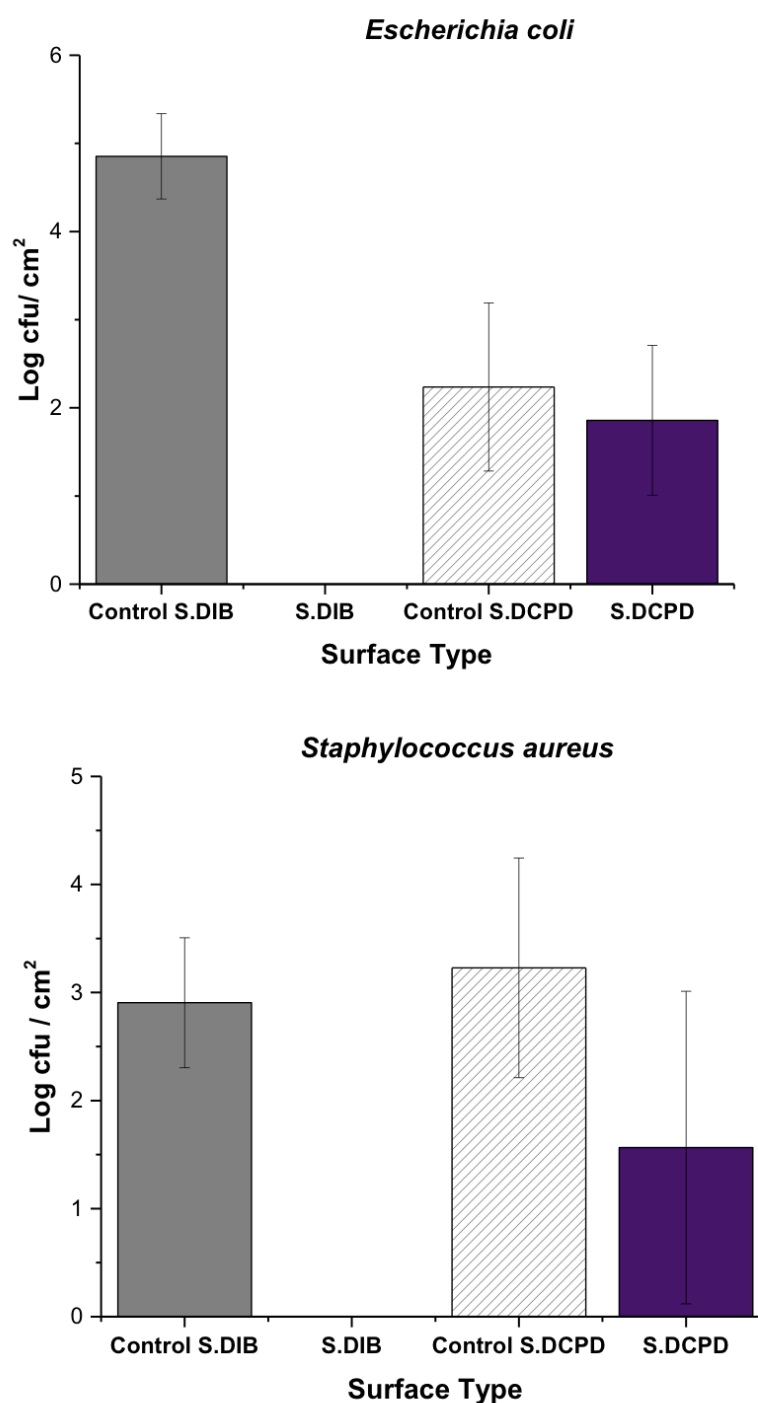 Escherichia coli
6
4
2
0
Log cfu/ cm²
Control S.DIB S.DIB Control S.DCPD S.DCPD
Surface Type
Staphylococcus aureus
5
4
3
2
1
0
Log cfu / cm²
Control S.DIB S.DIB Control S.DCPD S.DCPD
Surface Type